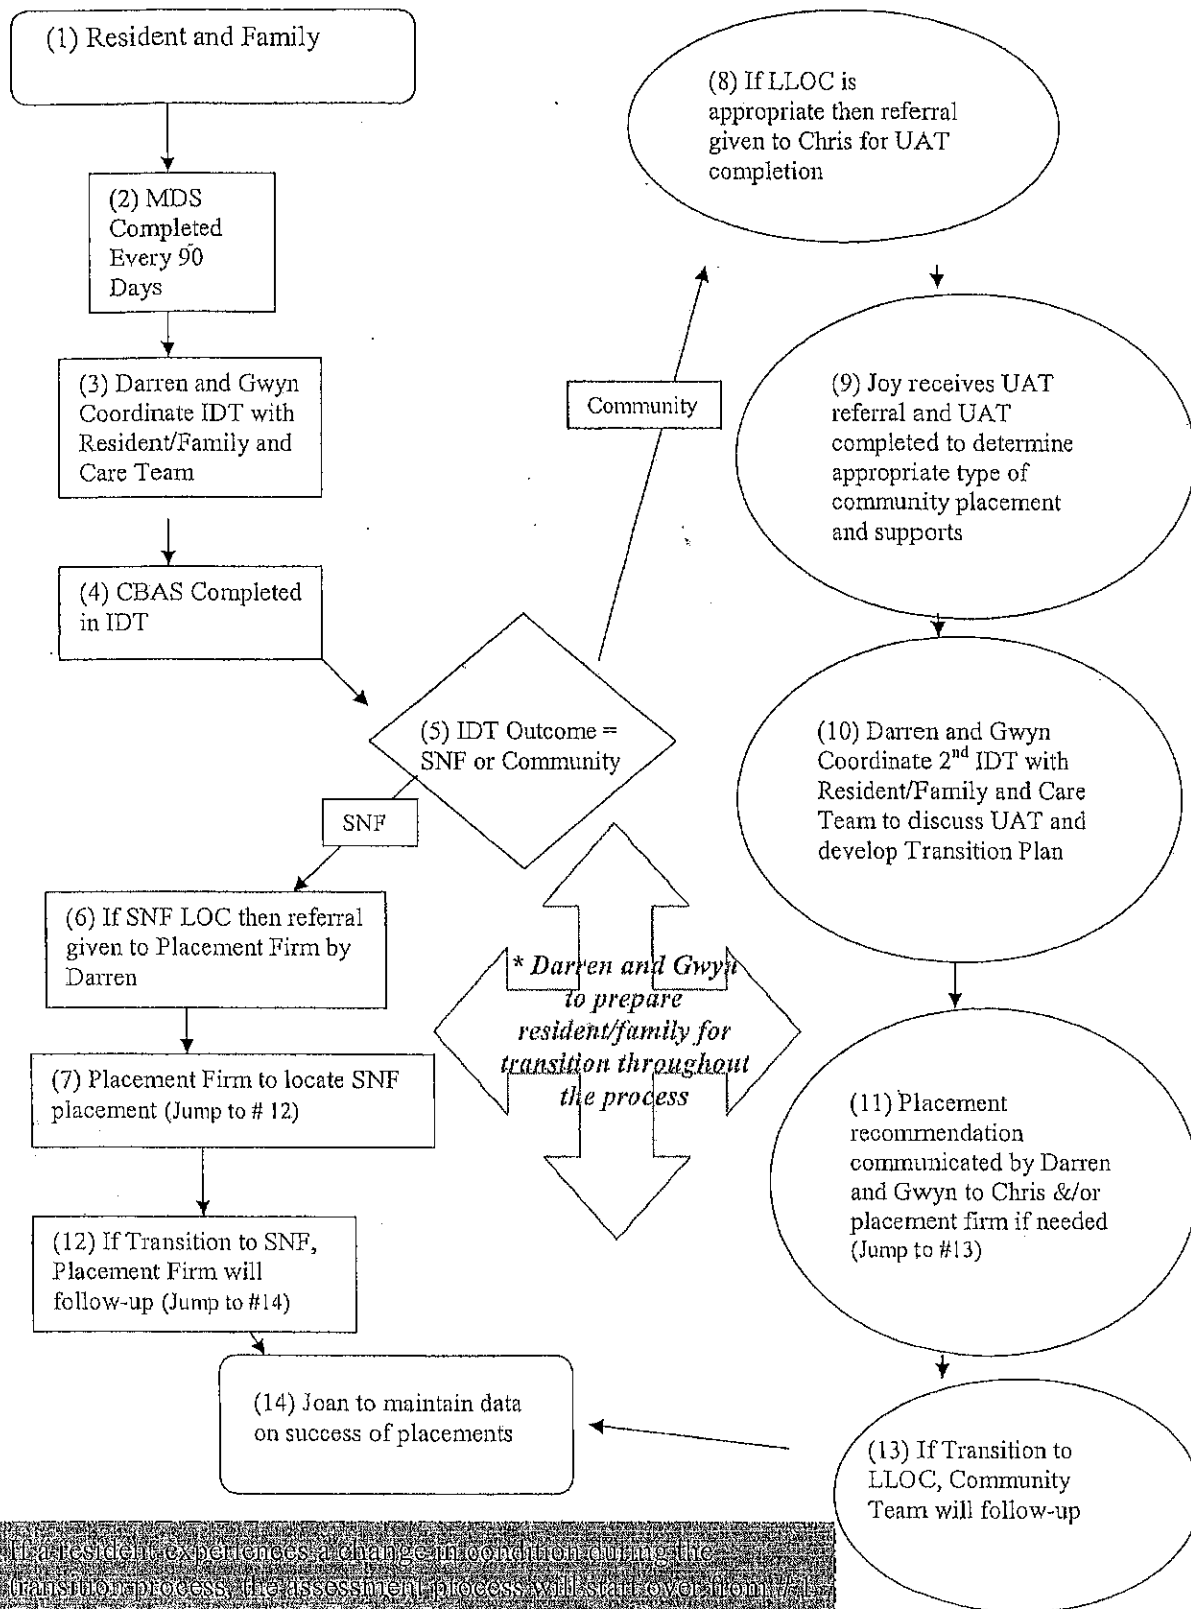 (1) Resident and Family
(2) MDS
Completed
Every 90
Days
(3) Darren and Gwyn
Coordinate IDT with
Resident/Family and
Care Team
(4) CBAS Completed
in IDT
(5) IDT Outcome =
SNF or Community
SNF
Community
(6) If SNF LOC then referral
given to Placement Firm by
Darren
(7) Placement Firm to locate SNF
placement (Jump to # 12)
(12) If Transition to SNF,
Placement Firm will
follow-up (Jump to #14)
(8) If LLOC is
appropriate then referral
given to Chris for UAT
completion
(9) Joy receives UAT
referral and UAT
completed to determine
appropriate type of
community placement
and supports
(10) Darren and Gwyn
Coordinate 2nd IDT with
Resident/Family and Care
Team to discuss UAT and
develop Transition Plan
(11) Placement
recommendation
communicated by Darren
and Gwyn to Chris &/or
placement firm if needed
(Jump to #13)
(13) If Transition to
LLOC, Community
Team will follow-up
(14) Joan to maintain data
on success of placements
* Darren and Gwyn
to prepare
resident/family for
transition throughout
the process
If a resident experiences a change in condition during the
transition process, the assessment process will start over from # 1.